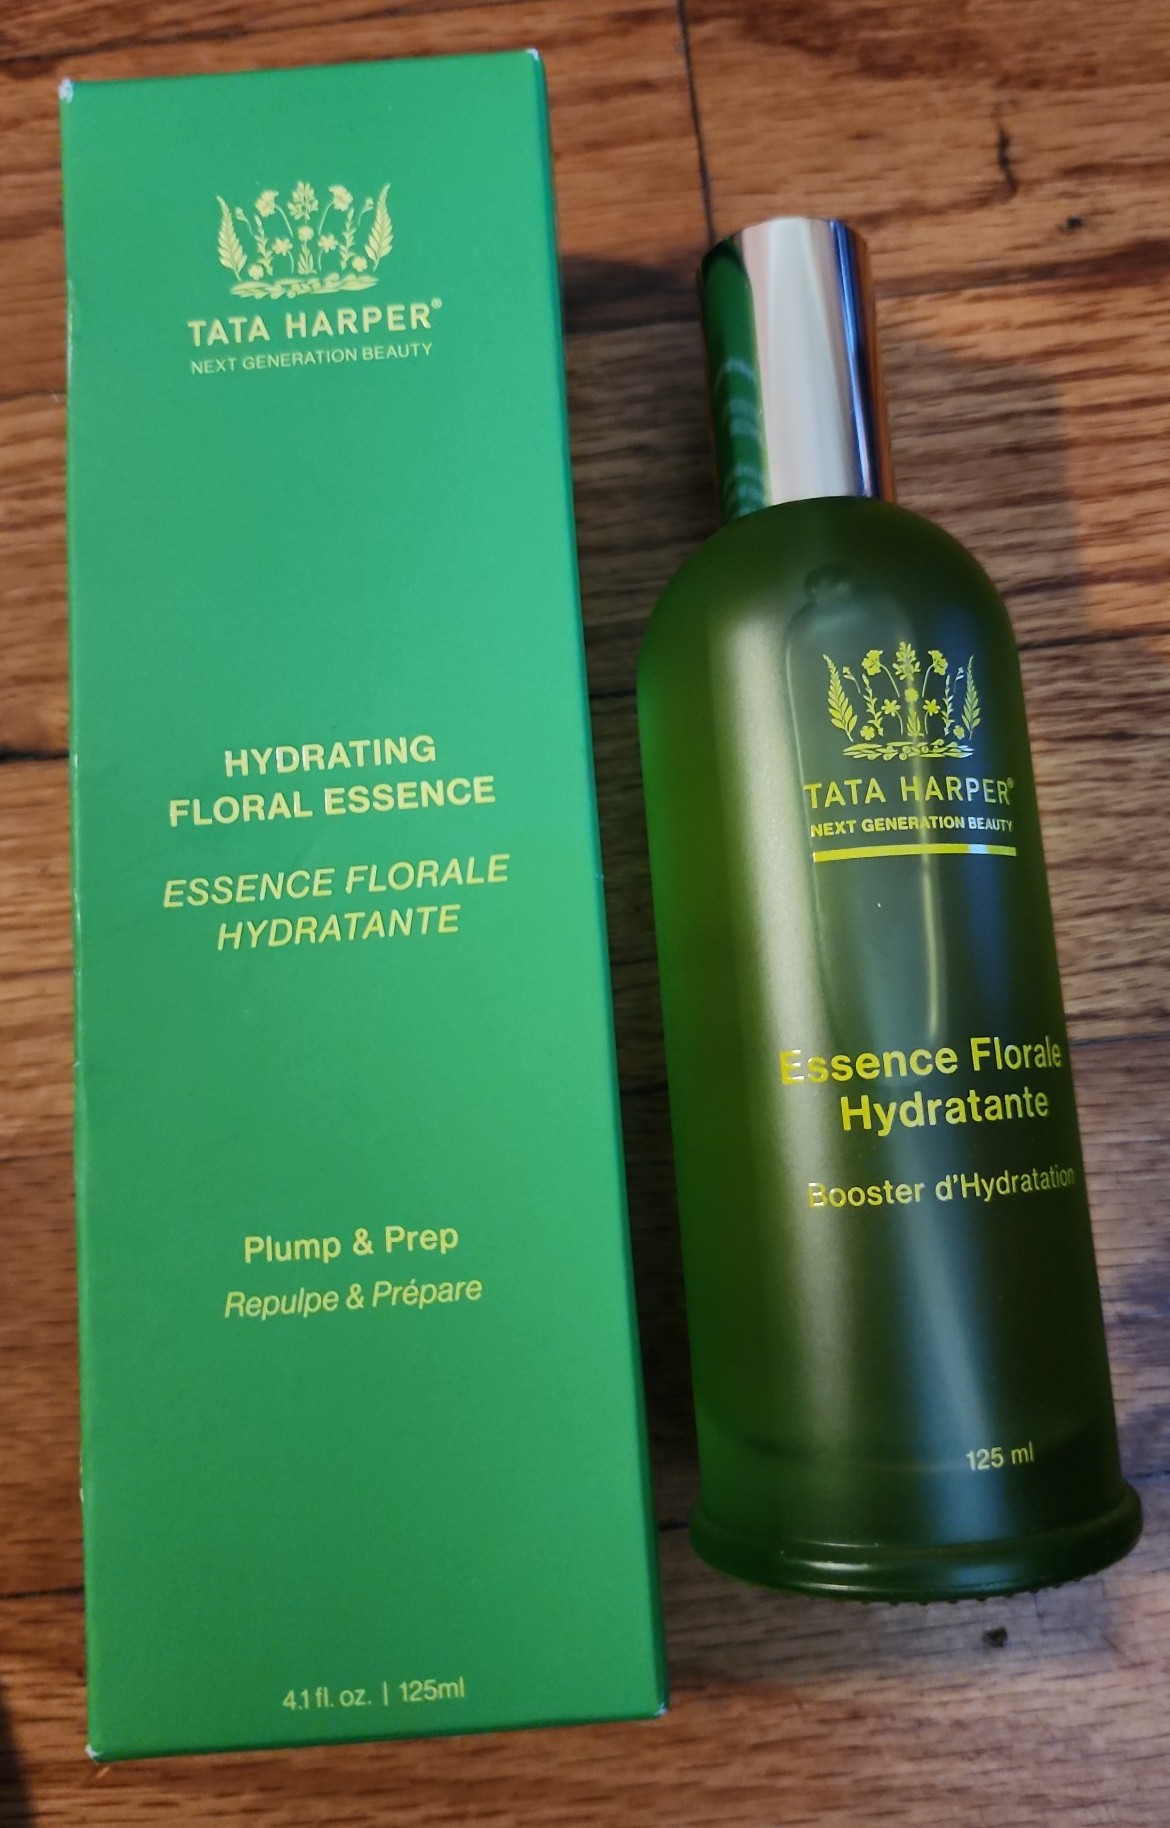 TATA HARPER®
NEXT GENERATION BEAUTY
HYDRATING
FLORAL ESSENCE
ESSENCE FLORALE
HYDRATANTE
Plump & Prep
Repulpe & Prépare
4.1 fl. oz. | 125ml
TATA HARPER®
NEXT GENERATION BEAUTY
Essence Florale
Hydratante
Booster d'Hydratation
125 ml